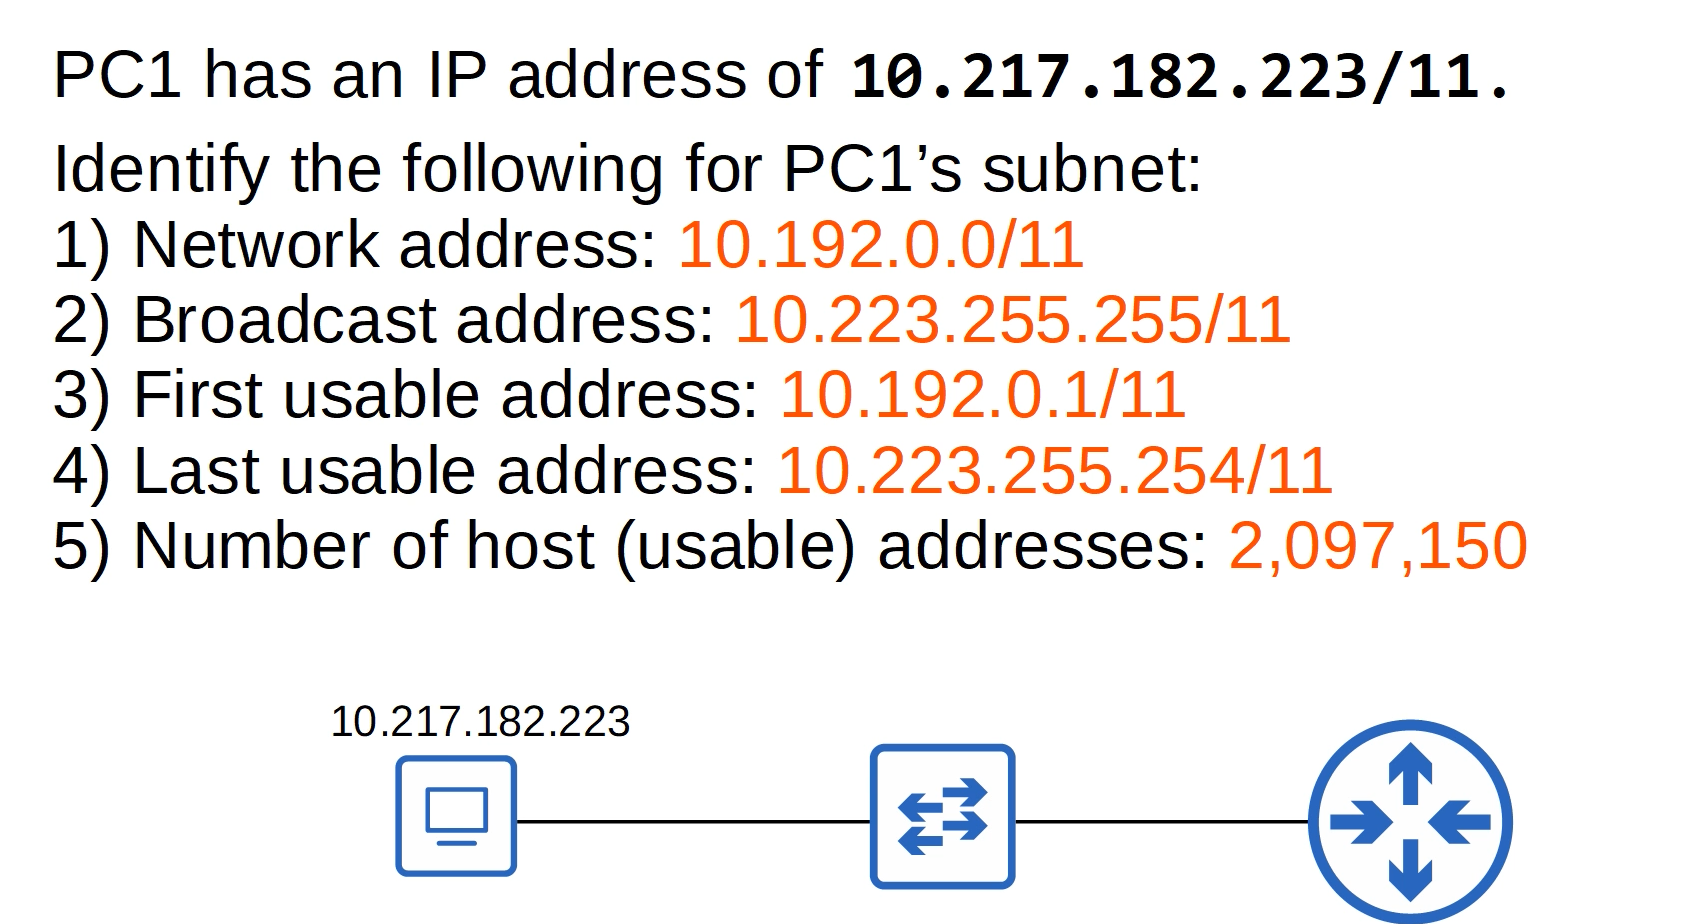 PC1 has an IP address of 10.217.182.223/11.
Identify the following for PC1’s subnet:
1) Network address: 10.192.0.0/11
2) Broadcast address: 10.223.255.255/11
3) First usable address: 10.192.0.1/11
4) Last usable address: 10.223.255.254/11
5) Number of host (usable) addresses: 2,097,150
10.217.182.223